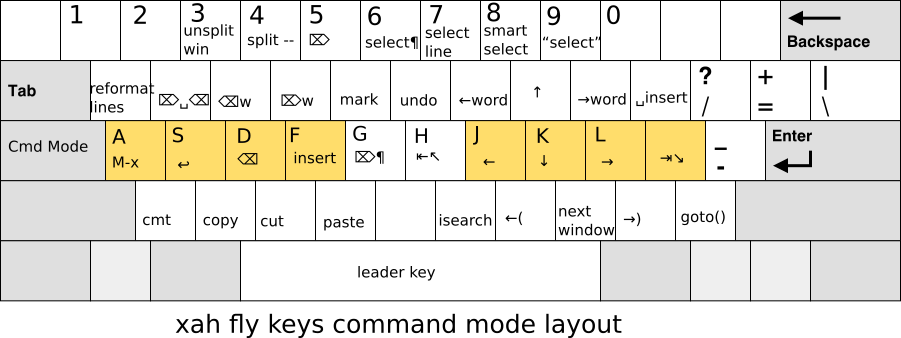 1 2 3 4 5 6 7 8 9 0
unsplit win
split --
⌦
select¶
select line
smart select
“select”
Backspace
Tab
reformat lines
⌦␣⌫
⌫w
⌦w
mark
undo
←word
↑
→word
␣insert
? /
+ =
| \
Cmd Mode
A M-x
S ↩
D ⌫
F insert
G ⌦¶
H ⇤↖
J ←
K ↓
L →
⇥↘
_ -
Enter
cmt
copy
cut
paste
isearch
←(
next window
→)
goto()
leader key
xah fly keys command mode layout